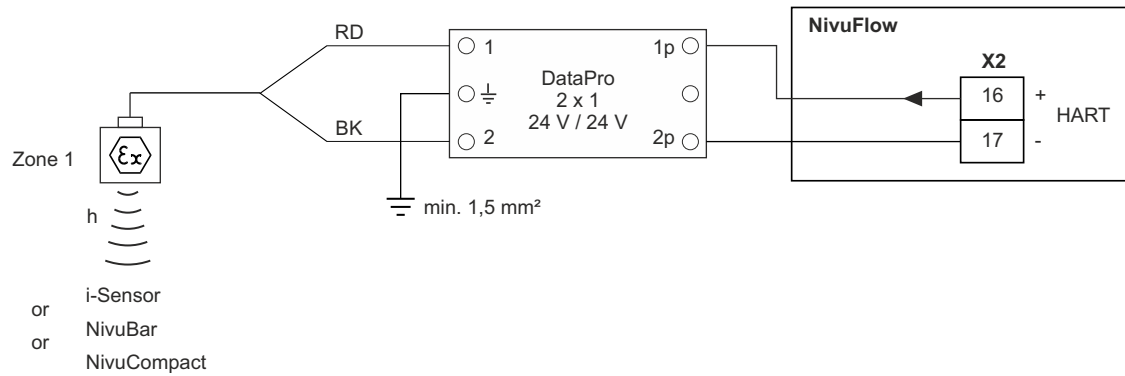 NivuFlow
RD
1
1p
X2
DataPro
2 x 1
24 V / 24 V
16
+
HART
17
-
BK
2
2p
Zone 1
Ex
min. 1,5 mm²
h
i-Sensor
or
NivuBar
or
NivuCompact